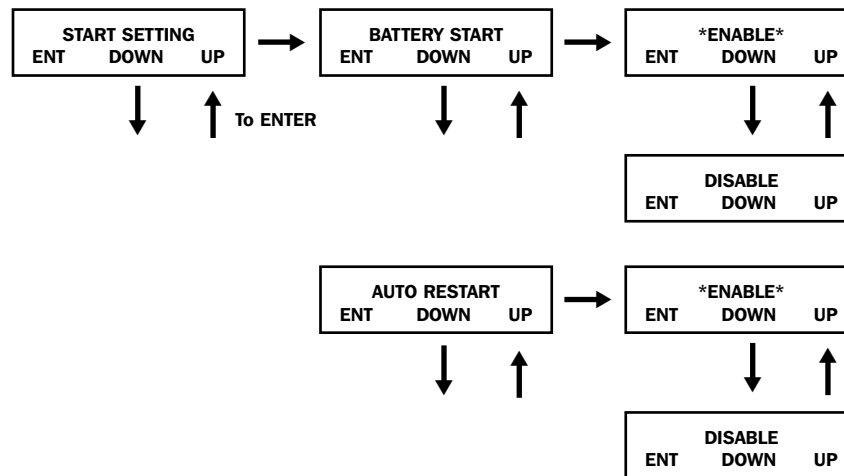 START SETTING
ENT DOWN UP
BATTERY START
ENT DOWN UP
*ENABLE*
ENT DOWN UP
To ENTER
DISABLE
ENT DOWN UP
AUTO RESTART
ENT DOWN UP
*ENABLE*
ENT DOWN UP
DISABLE
ENT DOWN UP